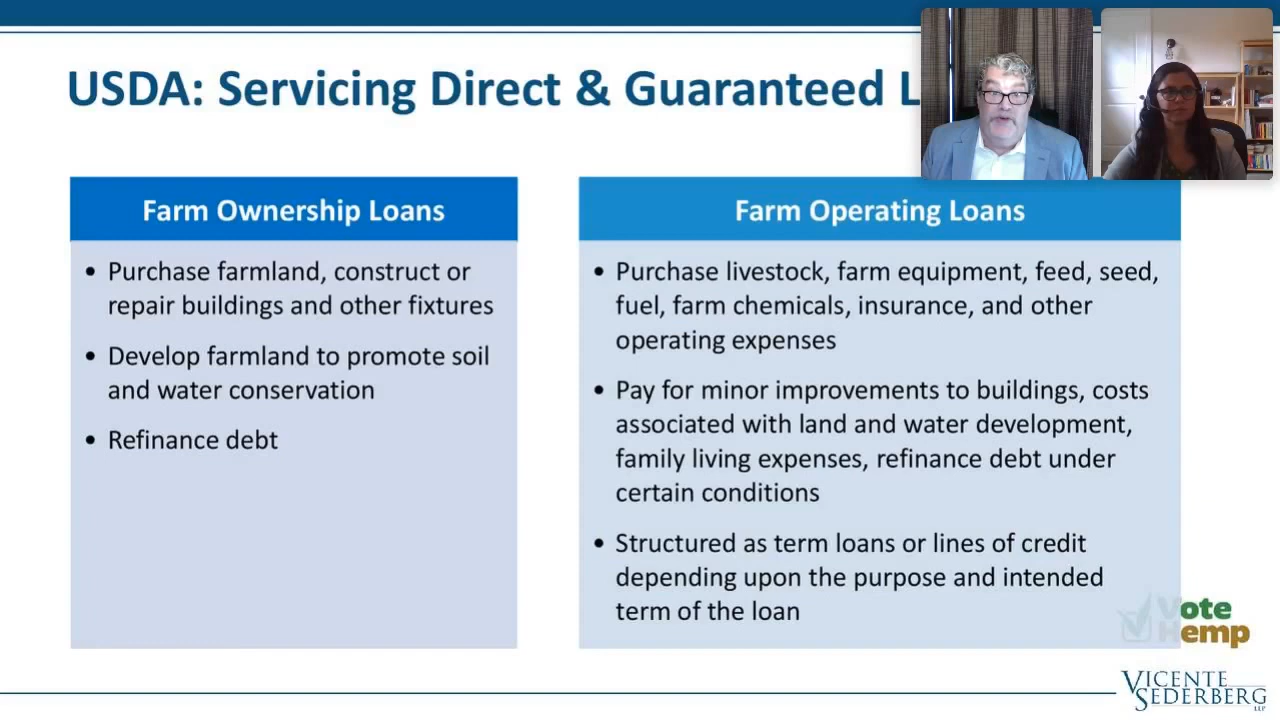 USDA: Servicing Direct & Guaranteed L
Farm Ownership Loans
• Purchase farmland, construct or
repair buildings and other fixtures
• Develop farmland to promote soil
and water conservation
• Refinance debt
Farm Operating Loans
• Purchase livestock, farm equipment, feed, seed,
fuel, farm chemicals, insurance, and other
operating expenses
• Pay for minor improvements to buildings, costs
associated with land and water development,
family living expenses, refinance debt under
certain conditions
• Structured as term loans or lines of credit
depending upon the purpose and intended
term of the loan
Vote
Hemp
VICENTE
SEDERBERG
LLP